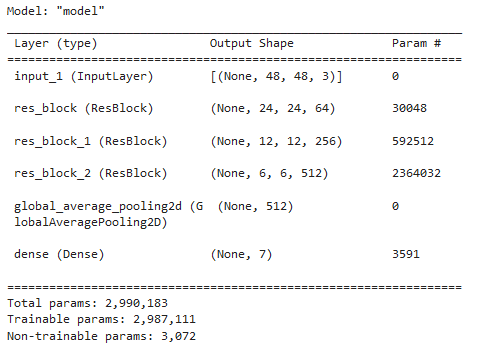 Model: "model"
_________________________________________________________________
Layer (type) Output Shape Param #
=================================================================
input_1 (InputLayer) [(None, 48, 48, 3)] 0
res_block (ResBlock) (None, 24, 24, 64) 30048
res_block_1 (ResBlock) (None, 12, 12, 256) 592512
res_block_2 (ResBlock) (None, 6, 6, 512) 2364032
global_average_pooling2d (G (None, 512) 0
lobalAveragePooling2D)
dense (Dense) (None, 7) 3591
=================================================================
Total params: 2,990,183
Trainable params: 2,987,111
Non-trainable params: 3,072